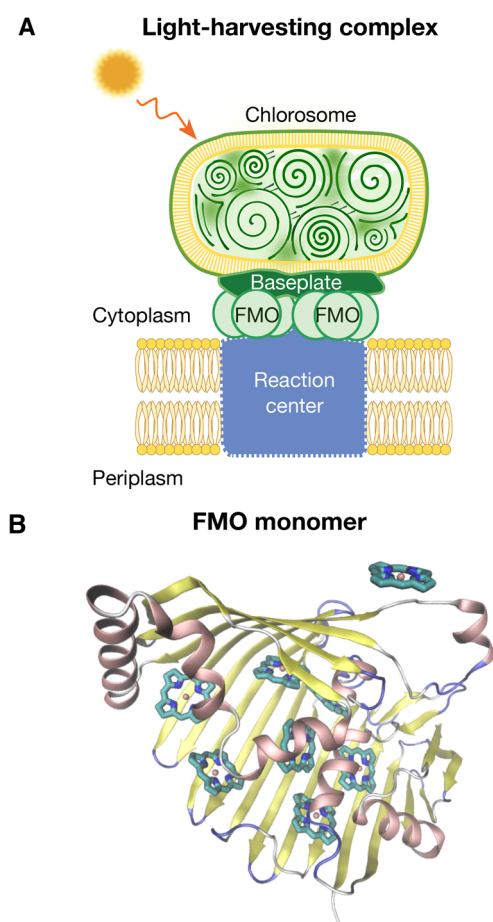 A
Light-harvesting complex
Chlorosome
Baseplate
Cytoplasm
FMO
FMO
Reaction
center
Periplasm
B
FMO monomer